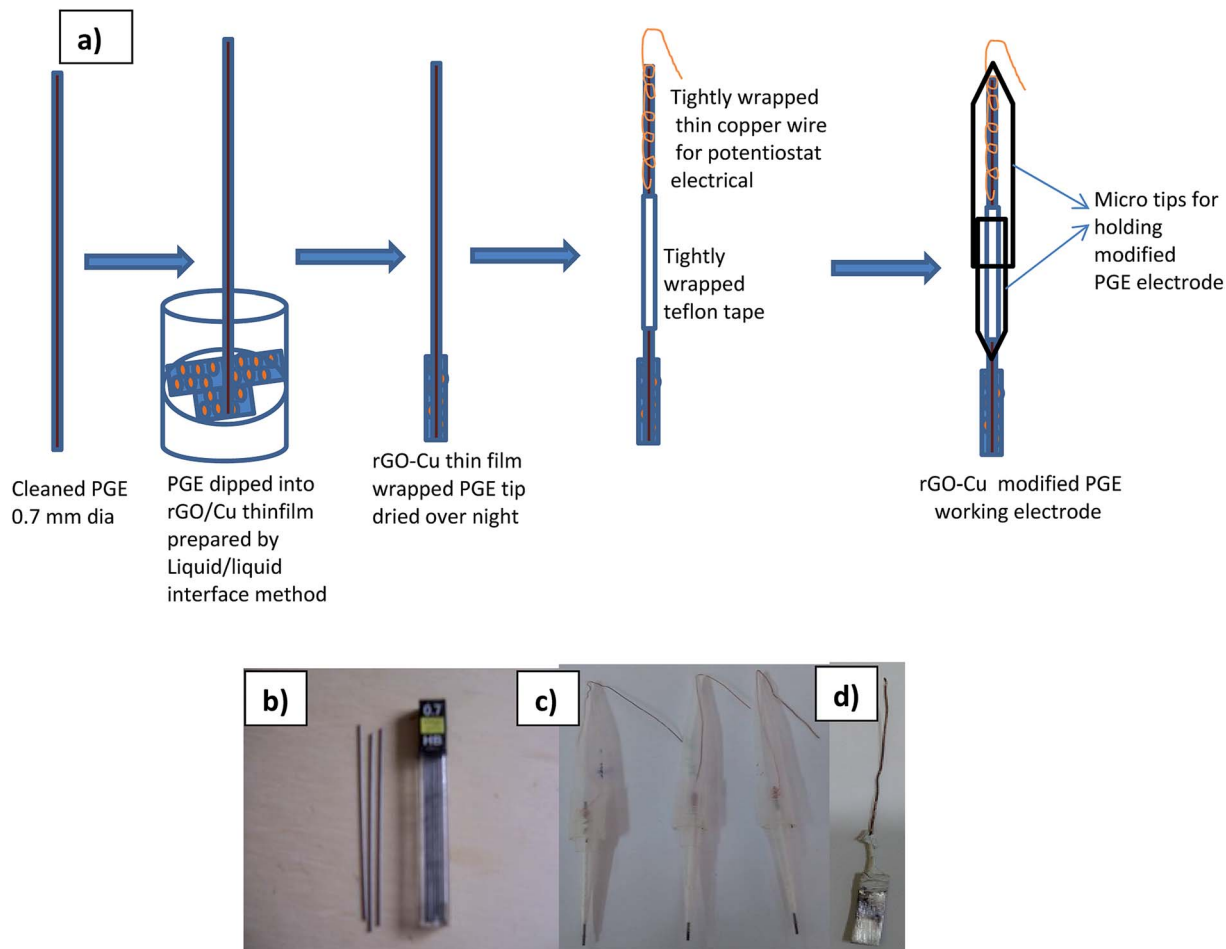 a)
Cleaned PGE
0.7 mm dia
PGE dipped into
rGO/Cu thinfilm
prepared by
Liquid/liquid
interface method
rGO-Cu thin film
wrapped PGE tip
dried over night
Tightly wrapped
thin copper wire
for potentiostat
electrical
Tightly
wrapped
teflon tape
Micro tips for
holding
modified
PGE electrode
rGO-Cu modified PGE
working electrode
b)
0.7
HB
c)
d)